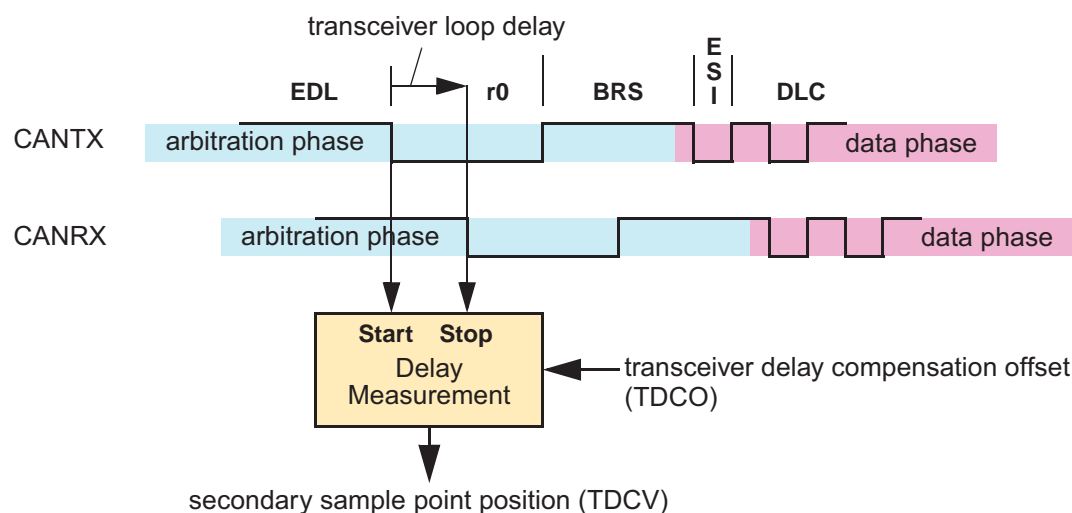 transceiver loop delay
EDL
r0
BRS
E
S
I
DLC
CANTX
arbitration phase
data phase
CANRX
arbitration phase
data phase
Start Stop
Delay
Measurement
transceiver delay compensation offset
(TDCO)
secondary sample point position (TDCV)